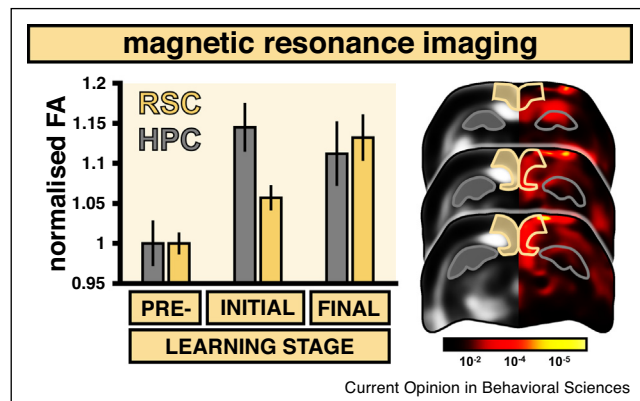 magnetic resonance imaging
1.2
1.15
1.11
1.05
1
0.95
normalised FA
RSC
HPC
PRE-
INITIAL
FINAL
LEARNING STAGE
10-2
10-4
10-5
Current Opinion in Behavioral Sciences